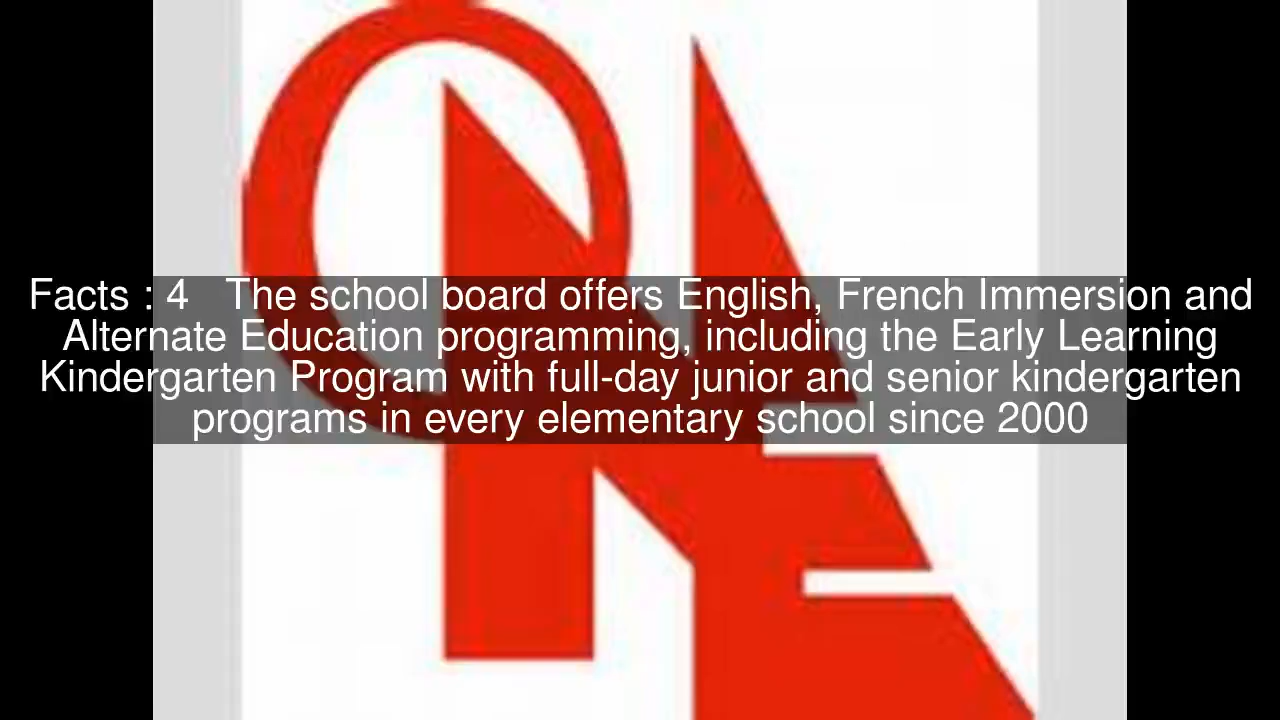 Facts : 4   The school board offers English, French Immersion and
Alternate Education programming, including the Early Learning
Kindergarten Program with full-day junior and senior kindergarten
programs in every elementary school since 2000